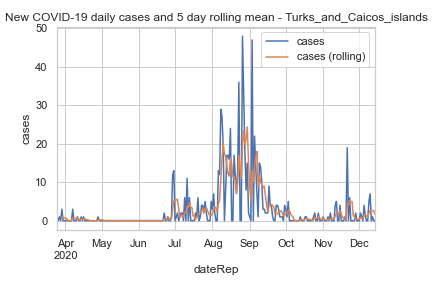 New COVID-19 daily cases and 5 day rolling mean - Turks_and_Caicos_islands
cases
cases (rolling)
50
40
30
20
10
0
cases
Apr May Jun Jul Aug Sep Oct Nov Dec
2020
dateRep